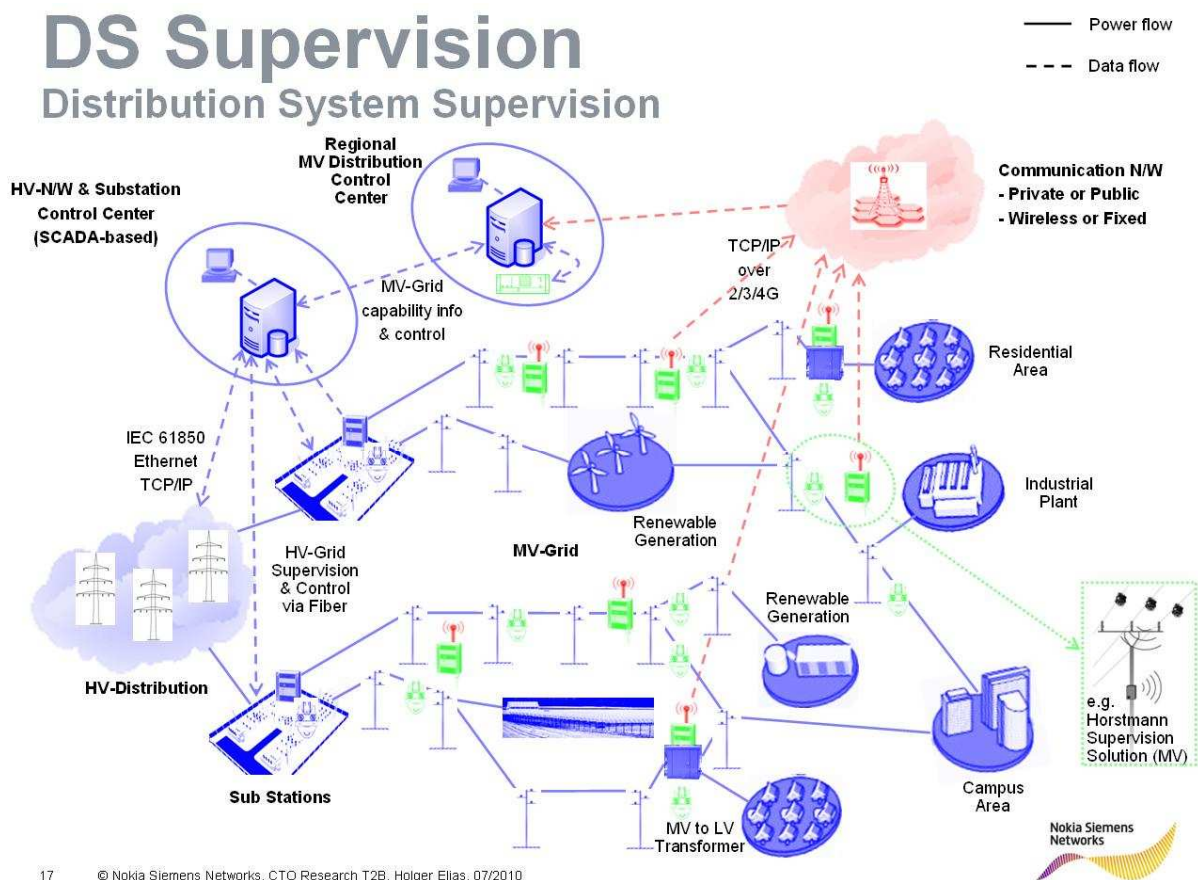 DS Supervision
Distribution System Supervision
Power flow
Data flow
HV-N/W & Substation
Control Center
(SCADA-based)
Regional
MV Distribution
Control
Center
Communication N/W
- Private or Public
- Wireless or Fixed
TCP/IP
over
2/3/4G
MV-Grid
capability info
& control
Residential
Area
IEC 61850
Ethernet
TCP/IP
Industrial
Plant
Renewable
Generation
HV-Grid
Supervision
& Control
via Fiber
MV-Grid
Renewable
Generation
HV-Distribution
e.g.
Horstmann
Supervision
Solution (MV)
Sub Stations
Campus
Area
MV to LV
Transformer
Nokia Siemens
Networks
17 © Nokia Siemens Networks, CTO Research T2B, Holger Elias, 07/2010